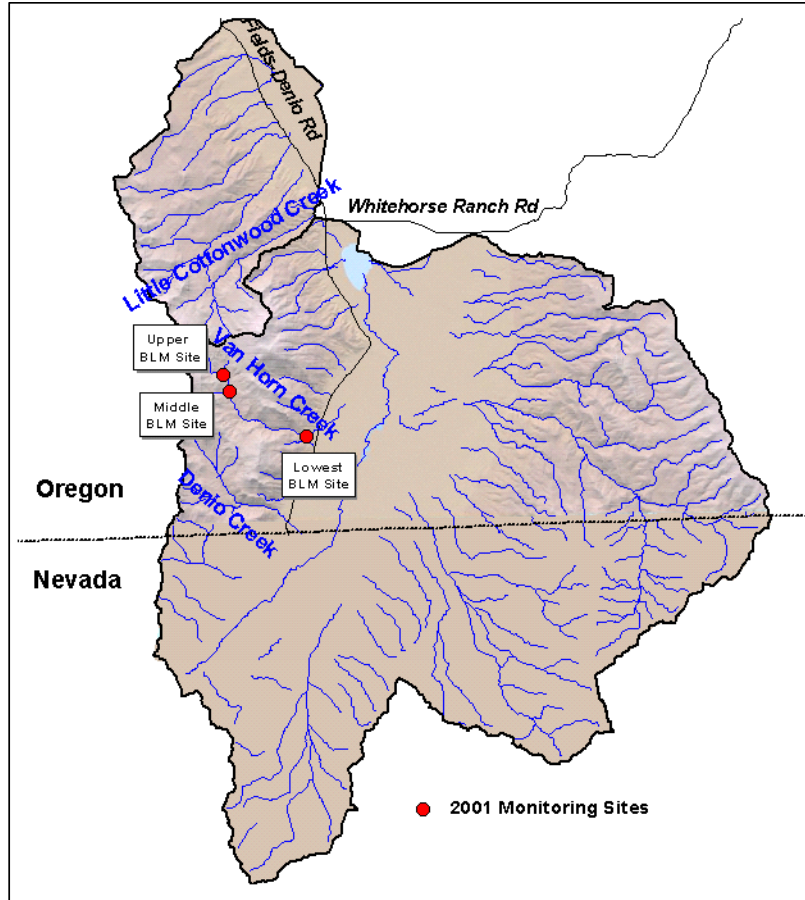 Fields-Denio Rd
Whitehorse Ranch Rd
Little Cottonwood Creek
Upper
BLM Site
Van Horn Creek
Middle
BLM Site
Lowest
BLM Site
Oregon
Denio Creek
Nevada
2001 Monitoring Sites